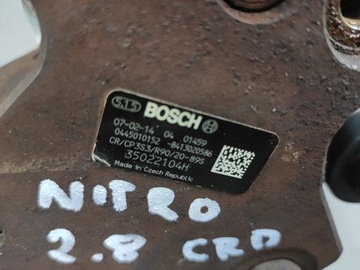 BOSCH
07-02-14 04 01459
0445010152 -8413020586
CR/CP3S3/R90/20-89S
35022104H
Made in Czech Republic
NITRO
2.8 CRD